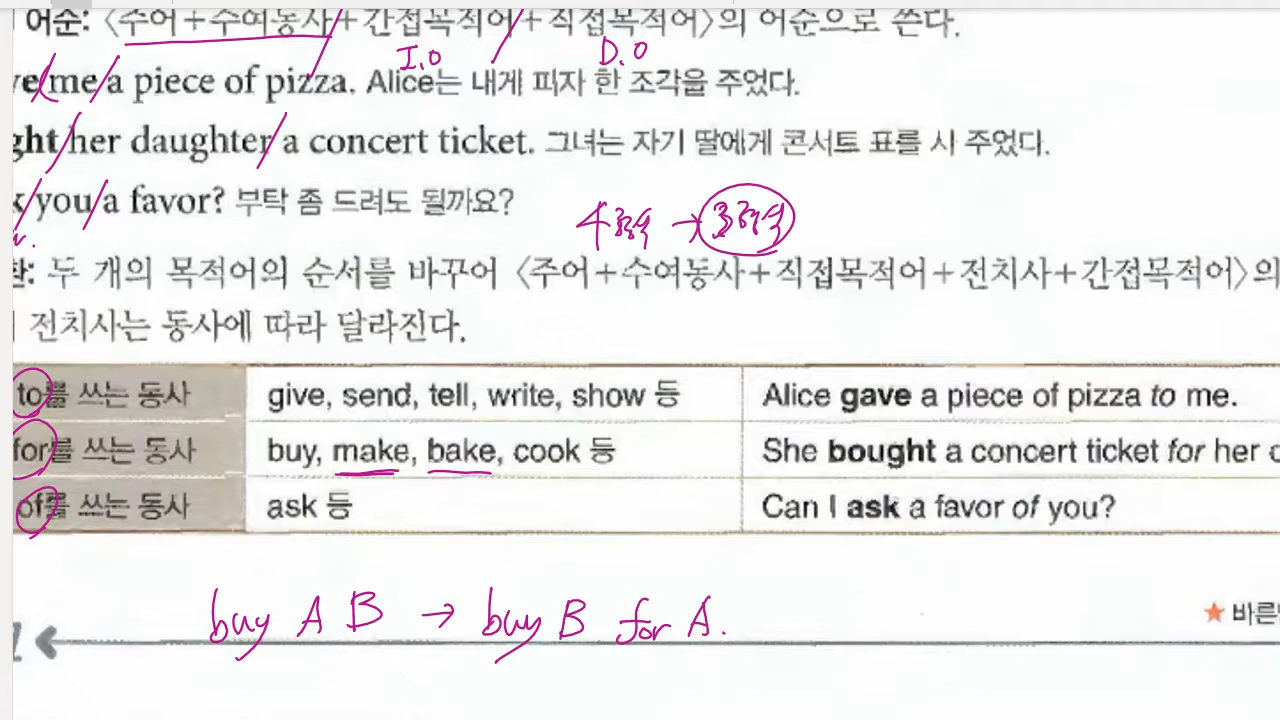 어순: 〈주어+수여동사+간접목적어+직접목적어〉의 어순으로 쓴다.
I.O D.O
ve me a piece of pizza. Alice는 내게 피자 한 조각을 주었다.
ght her daughter a concert ticket. 그녀는 자기 딸에게 콘서트 표를 사 주었다.
k you a favor? 부탁 좀 드려도 될까요?
4형식 → 3형식
환: 두 개의 목적어의 순서를 바꾸어 〈주어+수여동사+직접목적어+전치사+간접목적어〉의
전치사는 동사에 따라 달라진다.
to를 쓰는 동사 give, send, tell, write, show 등 Alice gave a piece of pizza to me.
for를 쓰는 동사 buy, make, bake, cook 등 She bought a concert ticket for her
of를 쓰는 동사 ask 등 Can I ask a favor of you?
buy A B → buy B for A.
★ 바른